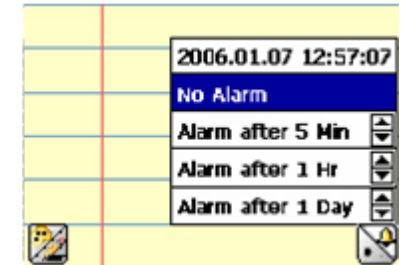 2006.01.07 12:57:07
No Alarm
Alarm after 5 Min
Alarm after 1 Hr
Alarm after 1 Day